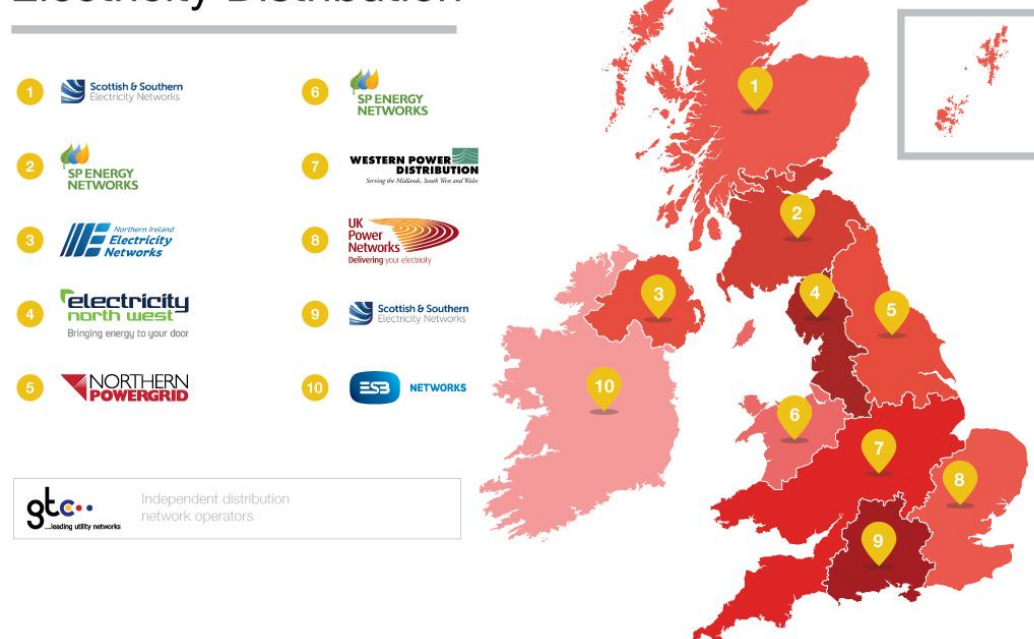 Electricity Distribution
1
Scottish & Southern
Electricity Networks
2
SP ENERGY
NETWORKS
3
Northern Ireland
Electricity
Networks
4
electricity
north west
Bringing energy to your door
5
NORTHERN
POWERGRID
6
SP ENERGY
NETWORKS
7
WESTERN POWER
DISTRIBUTION
Serving the Midlands, South West and Wales
8
UK
Power
Networks
Delivering your electricity
9
Scottish & Southern
Electricity Networks
10
ESB NETWORKS
gtc
...leading utility networks
Independent distribution
network operators
1
2
3
4
5
10
6
7
8
9